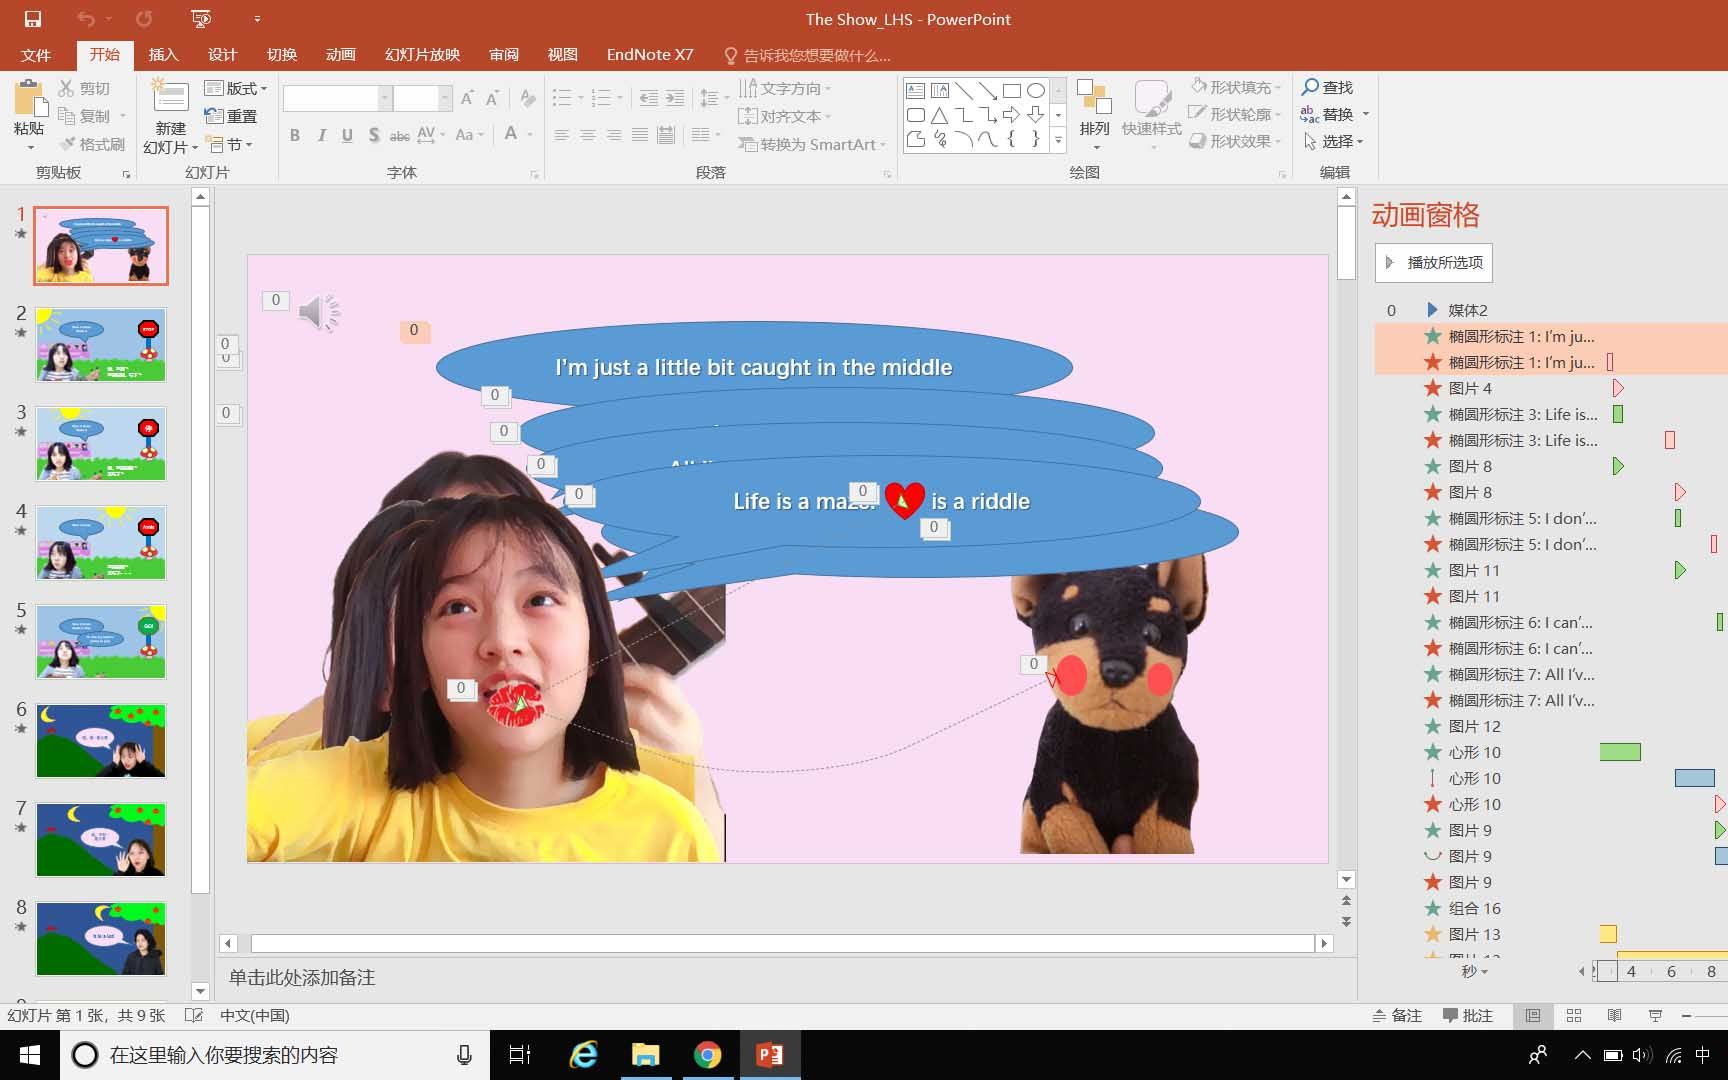 The Show_LHS - PowerPoint
文件 开始 插入 设计 切换 动画 幻灯片放映 审阅 视图 EndNote X7 告诉我您想要做什么...
粘贴 剪切 复制 格式刷
剪贴板
新建幻灯片 版式 重置 节
幻灯片
B I U S abc AV Aa A
字体
文字方向
对齐文本
转换为 SmartArt
段落
排列 快速样式
形状填充
形状轮廓
形状效果
绘图
查找
替换
选择
编辑
1
2
3
4
5
6
7
8
STOP
停
GO!
0
0
0
0
0
I'm just a little bit caught in the middle
0
0
0
0
Life is a maze 0 is a riddle
0
0
0
动画窗格
播放所选项
0 媒体2
椭圆形标注 1: I'm ju...
椭圆形标注 1: I'm ju...
图片 4
椭圆形标注 3: Life is...
椭圆形标注 3: Life is...
图片 8
图片 8
椭圆形标注 5: I don'...
椭圆形标注 5: I don'...
图片 11
图片 11
椭圆形标注 6: I can'...
椭圆形标注 6: I can'...
椭圆形标注 7: All I'v...
椭圆形标注 7: All I'v...
图片 12
心形 10
心形 10
心形 10
图片 9
图片 9
图片 9
组合 16
图片 13
秒 4 6 8
单击此处添加备注
幻灯片 第 1 张，共 9 张 中文(中国) 备注 批注
在这里输入你要搜索的内容 中